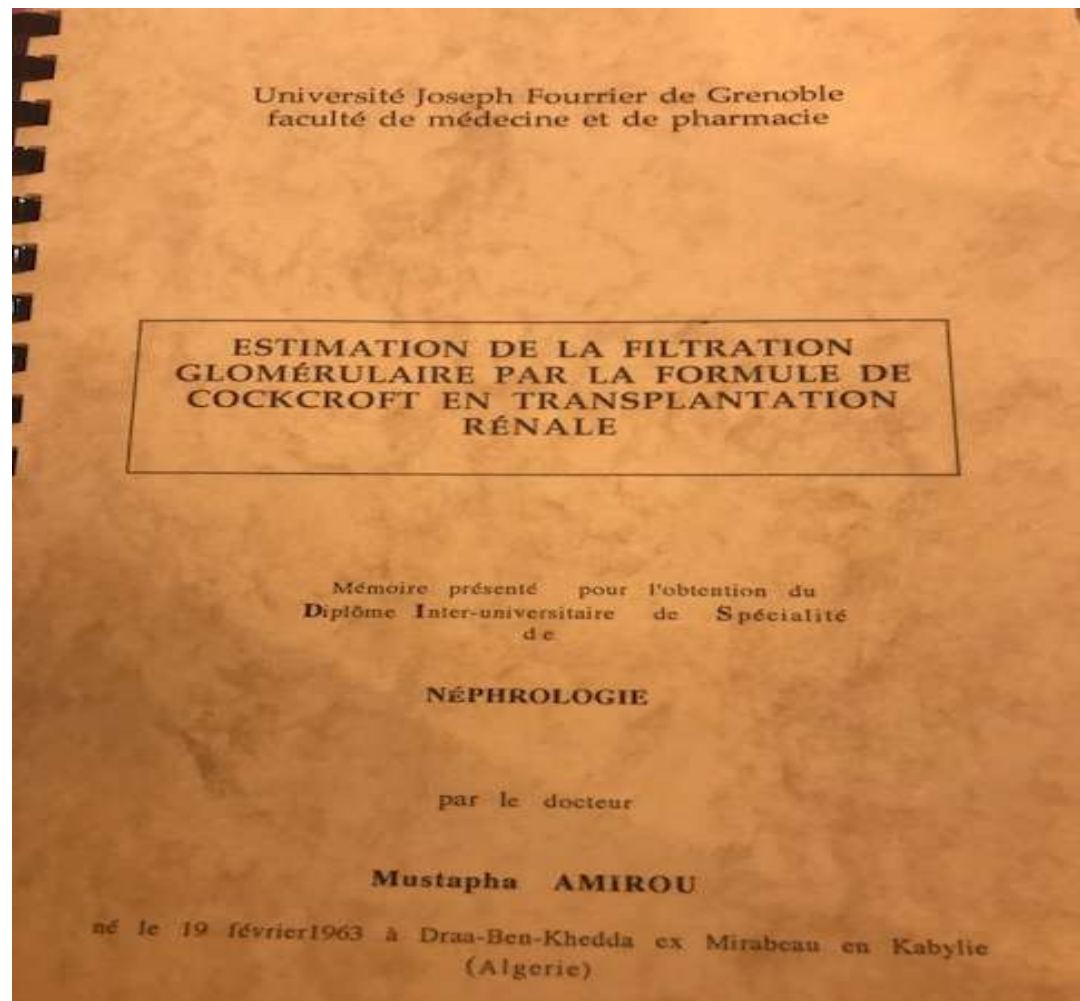 Université Joseph Fourrier de Grenoble
faculté de médecine et de pharmacie
ESTIMATION DE LA FILTRATION
GLOMÉRULAIRE PAR LA FORMULE DE
COCKCROFT EN TRANSPLANTATION
RÉNALE
Mémoire présenté pour l'obtention du
Diplôme Inter-universitaire de Spécialité
de
NÉPHROLOGIE
par le docteur
Mustapha AMIROU
né le 19 février1963 à Draa-Ben-Khedda ex Mirabeau en Kabylie
(Algerie)